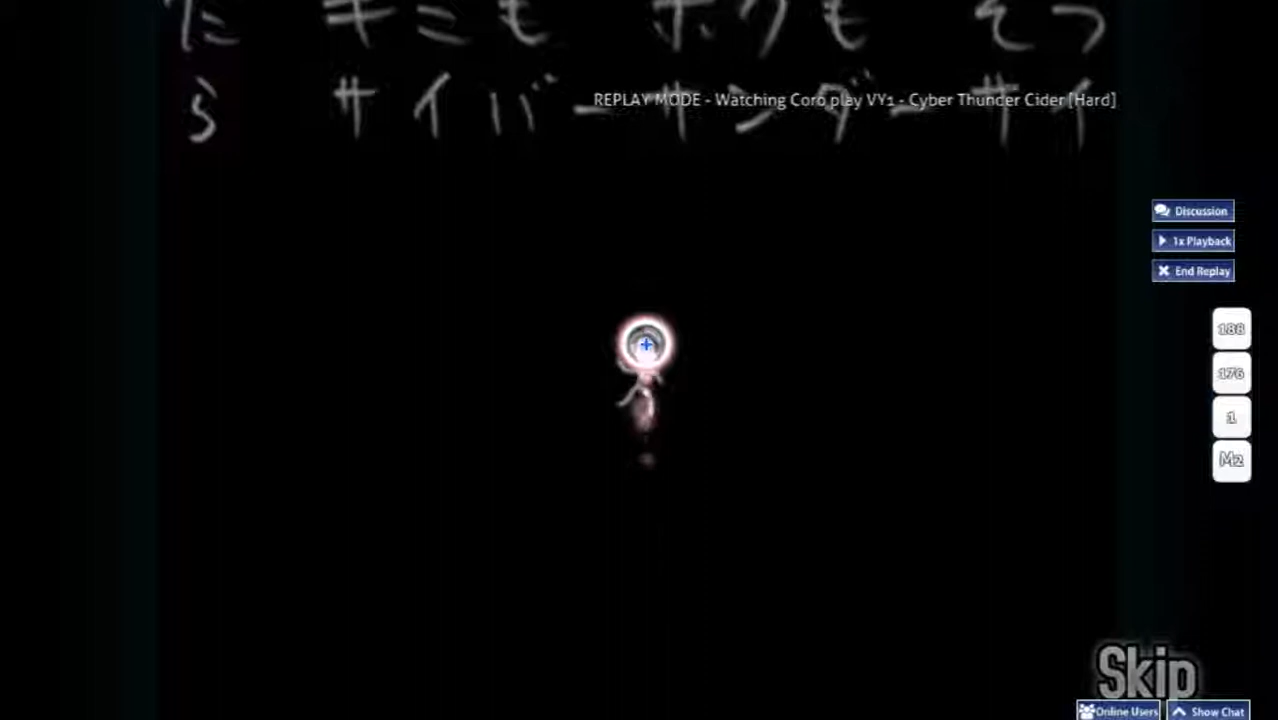 た キミも ボクも そっ
REPLAY MODE - Watching Coro play VY1 - Cyber Thunder Cider [Hard]
ら サイバーサンダーサイ
Discussion
1x Playback
End Replay
188
176
1
M2
Skip
Online Users
Show Chat